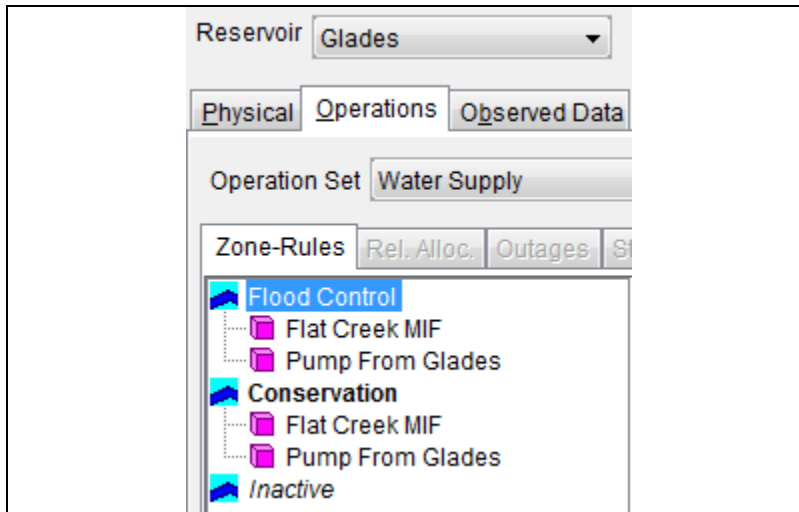 Reservoir Glades
Physical Operations Observed Data
Operation Set Water Supply
Zone-Rules Rel. Alloc. Outages St
Flood Control
Flat Creek MIF
Pump From Glades
Conservation
Flat Creek MIF
Pump From Glades
Inactive